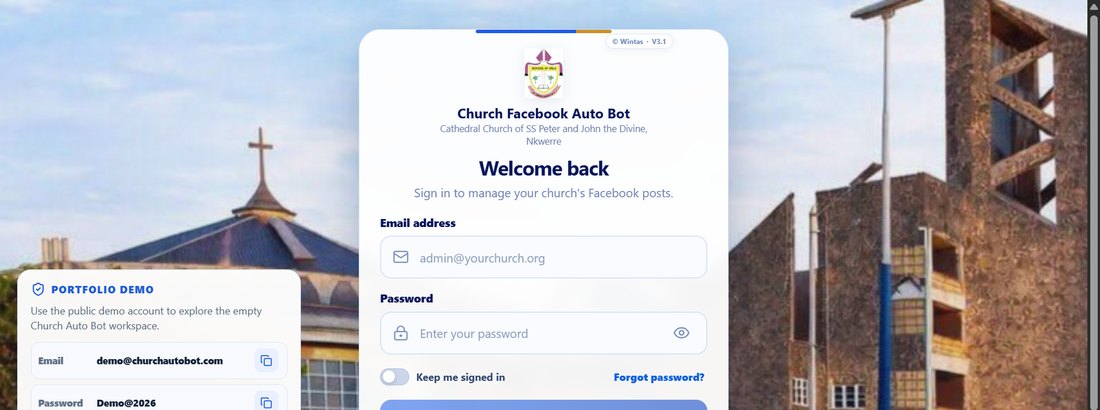 © Wintas · V3.1
Church Facebook Auto Bot
Cathedral Church of SS Peter and John the Divine,
Nkwerre
Welcome back
Sign in to manage your church's Facebook posts.
Email address
admin@yourchurch.org
Password
Enter your password
Keep me signed in
Forgot password?
PORTFOLIO DEMO
Use the public demo account to explore the empty
Church Auto Bot workspace.
Email demo@churchautobot.com
Password Demo@2026